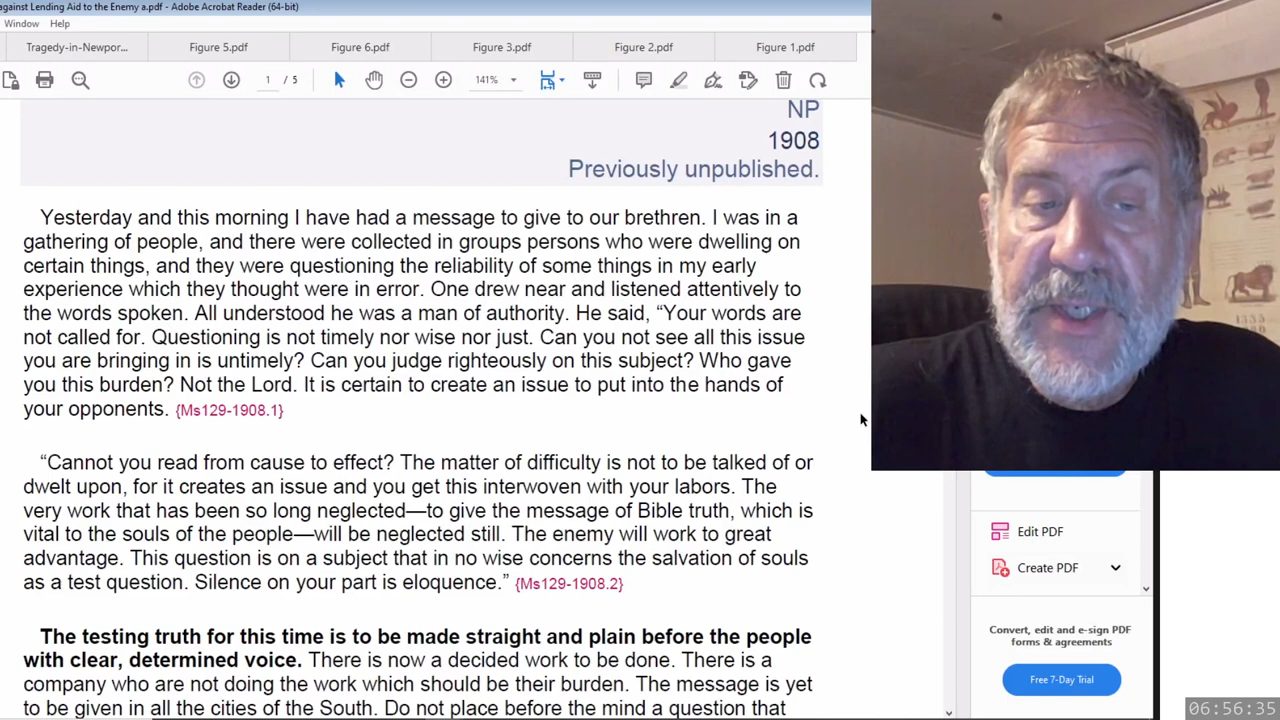 against Lending Aid to the Enemy a.pdf - Adobe Acrobat Reader (64-bit)
Window Help
Tragedy-in-Newpor... Figure 5.pdf Figure 6.pdf Figure 3.pdf Figure 2.pdf Figure 1.pdf
1 / 5 141%
NP
1908
Previously unpublished.
Yesterday and this morning I have had a message to give to our brethren. I was in a
gathering of people, and there were collected in groups persons who were dwelling on
certain things, and they were questioning the reliability of some things in my early
experience which they thought were in error. One drew near and listened attentively to
the words spoken. All understood he was a man of authority. He said, “Your words are
not called for. Questioning is not timely nor wise nor just. Can you not see all this issue
you are bringing in is untimely? Can you judge righteously on this subject? Who gave
you this burden? Not the Lord. It is certain to create an issue to put into the hands of
your opponents. {Ms129-1908.1}
“Cannot you read from cause to effect? The matter of difficulty is not to be talked of or
dwelt upon, for it creates an issue and you get this interwoven with your labors. The
very work that has been so long neglected—to give the message of Bible truth, which is
vital to the souls of the people—will be neglected still. The enemy will work to great
advantage. This question is on a subject that in no wise concerns the salvation of souls
as a test question. Silence on your part is eloquence.” {Ms129-1908.2}
The testing truth for this time is to be made straight and plain before the people
with clear, determined voice. There is now a decided work to be done. There is a
company who are not doing the work which should be their burden. The message is yet
to be given in all the cities of the South. Do not place before the mind a question that
Edit PDF
Create PDF
Convert, edit and e-sign PDF
forms & agreements
Free 7-Day Trial
06:56:35